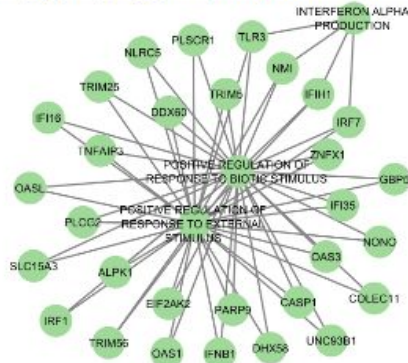 INTERFERON ALPHA
PRODUCTION
PLSCR1
TLR3
NLRC5
NMI
TRIM25
TRIM5
IFIH1
DDX60
IFI16
IRF7
TNFAIP3
ZNFX1
POSITIVE REGULATION OF
RESPONSE TO BIOTIC STIMULUS
OASL
IFI35
PLCG2
POSITIVE REGULATION OF
RESPONSE TO EXTERNAL
STIMULUS
NONO
SLC15A3
ALPK1
OAS3
COLEC11
EIF2AK2
PARP9
CASP1
IRF1
TRIM56
OAS1
IFNB1
DHX58
UNC93B1